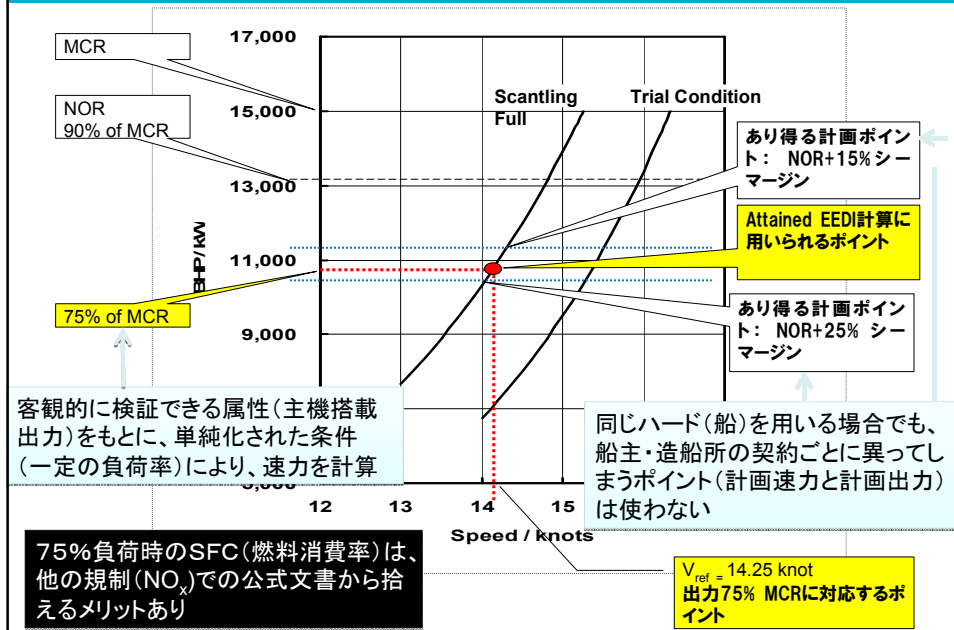 17,000
MCR
15,000
NOR
90% of MCR
13,000
11,000
75% of MCR
9,000
BHP/kW
Scantling
Full
Trial Condition
あり得る計画ポイン
ト： NOR+15%シー
マージン
Attained EEDI計算に
用いられるポイント
あり得る計画ポイン
ト： NOR+25% シー
マージン
客観的に検証できる属性（主機搭載
出力）をもとに、単純化された条件
（一定の負荷率）により、速力を計算
同じハード（船）を用いる場合でも、
船主・造船所の契約ごとに異ってし
まうポイント（計画速力と計画出力）
は使わない
12
13
14
15
Speed / knots
75%負荷時のSFC（燃料消費率）は、
他の規制（NOx）での公式文書から拾
えるメリットあり
Vref = 14.25 knot
出力75% MCRに対応するポ
イント